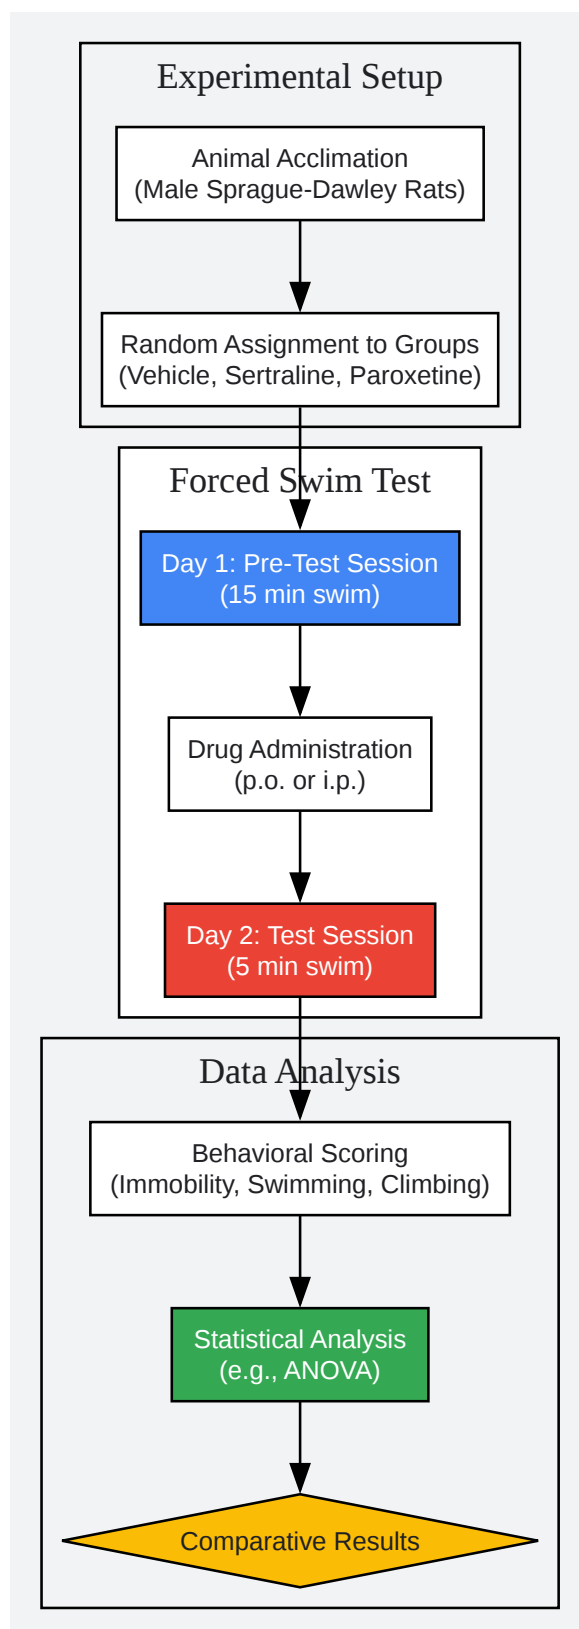 Experimental Setup
Animal Acclimation
(Male Sprague-Dawley Rats)
Random Assignment to Groups
(Vehicle, Sertraline, Paroxetine)
Forced Swim Test
Day 1: Pre-Test Session
(15 min swim)
Drug Administration
(p.o. or i.p.)
Day 2: Test Session
(5 min swim)
Data Analysis
Behavioral Scoring
(Immobility, Swimming, Climbing)
Statistical Analysis
(e.g., ANOVA)
Comparative Results